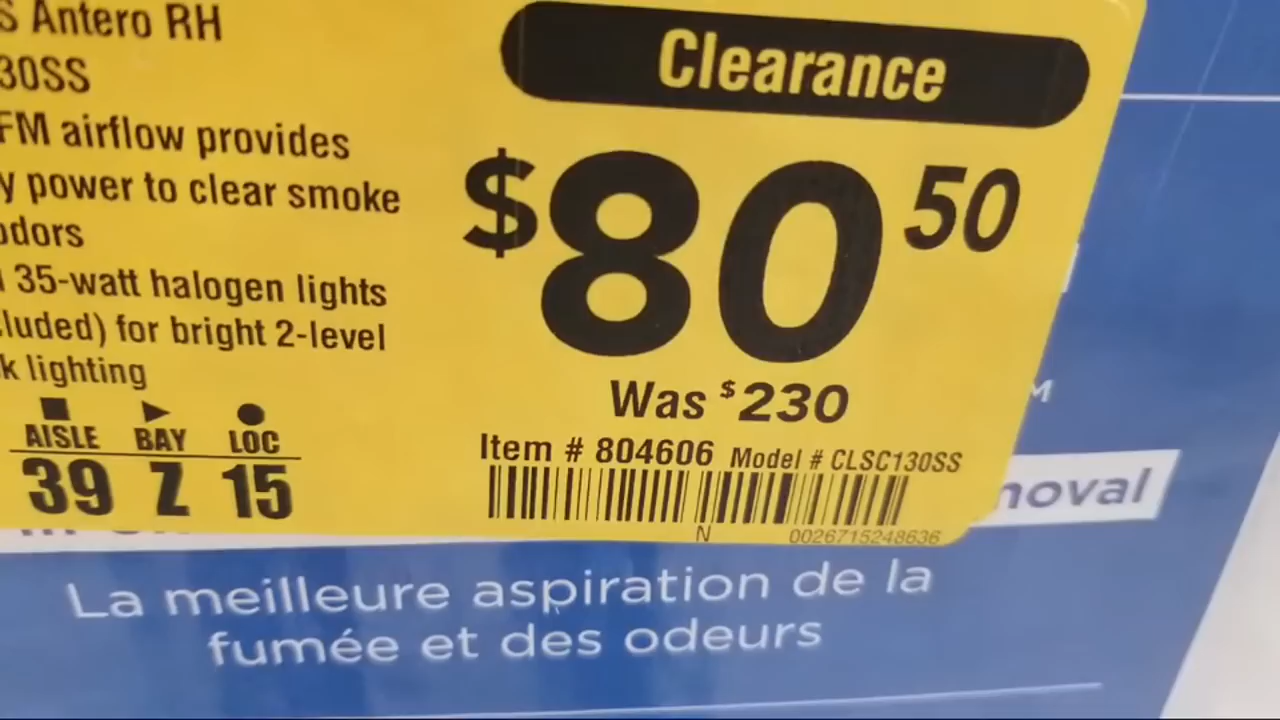 S Antero RH
30SS
FM airflow provides
y power to clear smoke
odors
35-watt halogen lights
cluded) for bright 2-level
k lighting
AISLE BAY LOC
39 Z 15
Clearance
$80 50
Was $230
Item # 804606 Model # CLSC130SS
N 0026715248636
M
noval
La meilleure aspiration de la
fumée et des odeurs